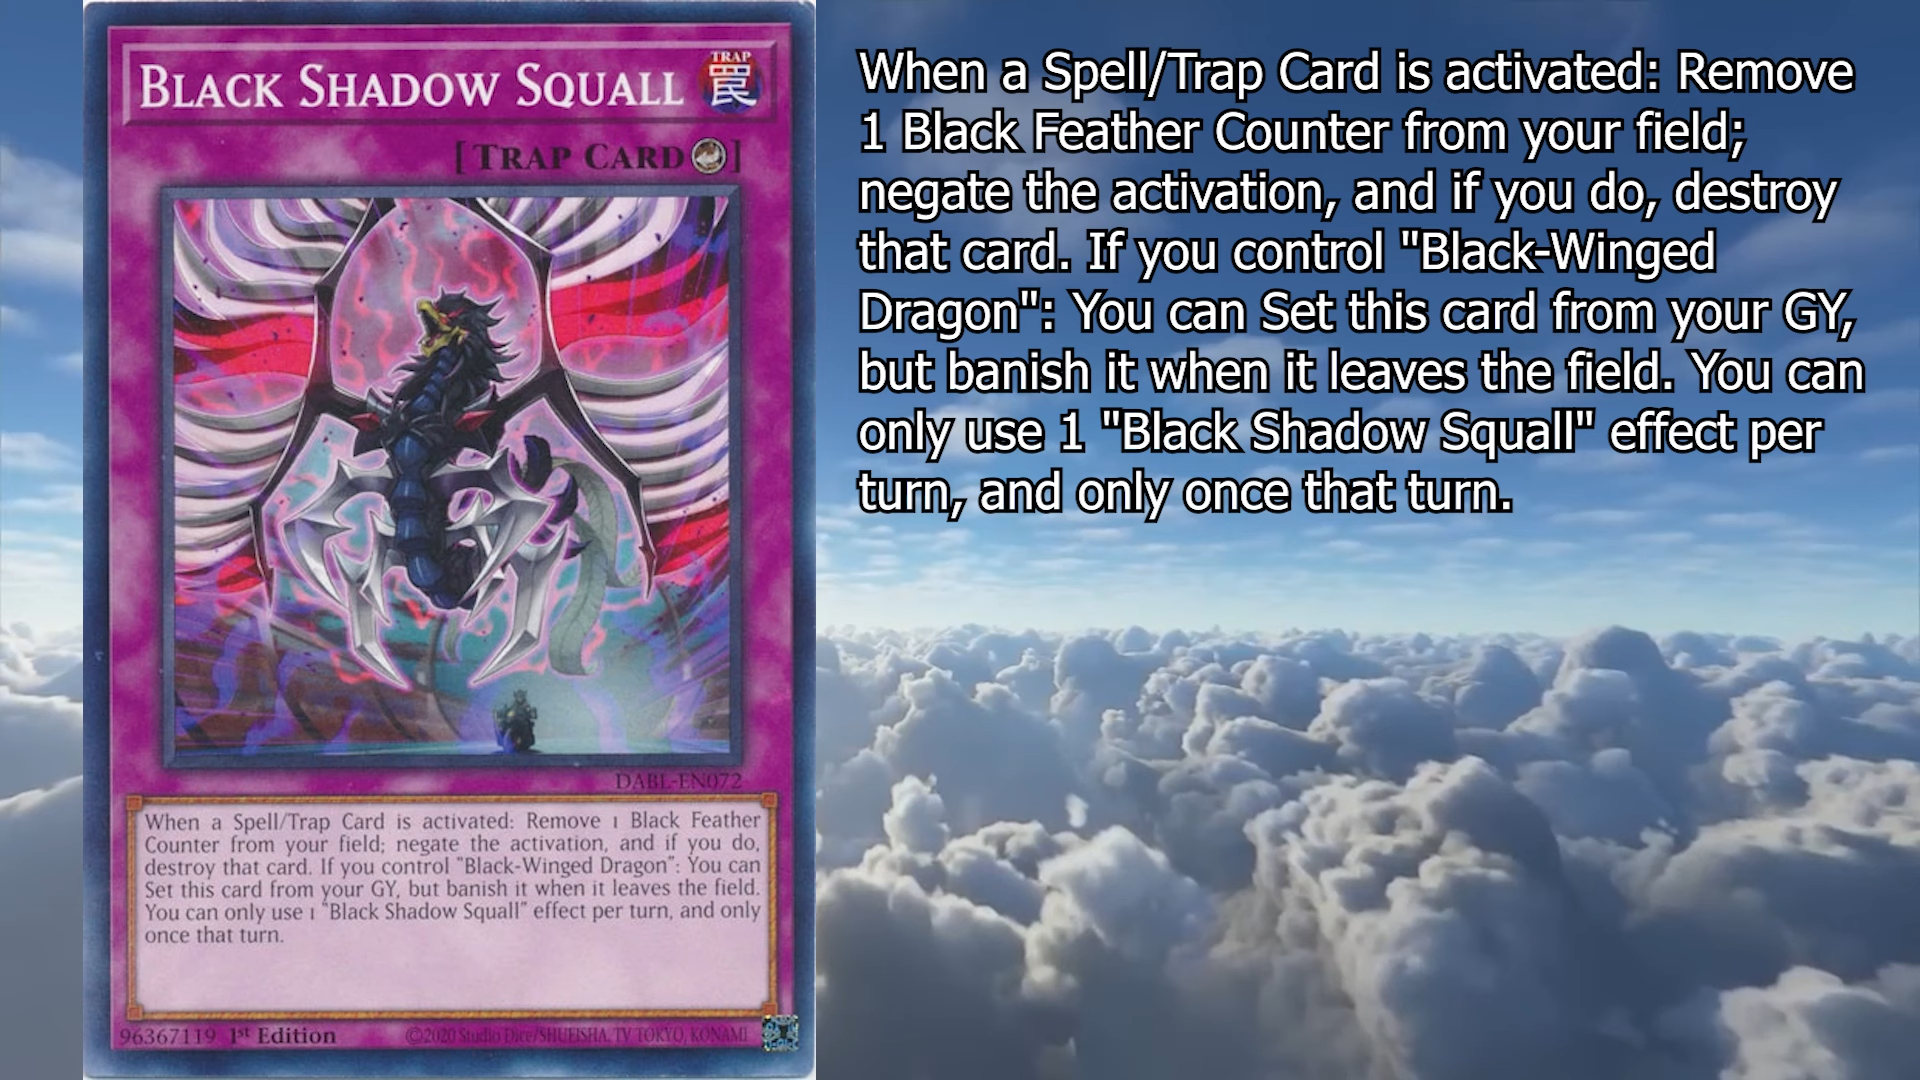 BLACK SHADOW SQUALL
TRAP
罠
[TRAP CARD]
DABL-EN072
When a Spell/Trap Card is activated: Remove 1 Black Feather
Counter from your field; negate the activation, and if you do,
destroy that card. If you control "Black-Winged Dragon": You can
Set this card from your GY, but banish it when it leaves the field.
You can only use 1 "Black Shadow Squall" effect per turn, and only
once that turn.
96367119 1st Edition
©2020 Studio Dice/SHUEISHA, TV TOKYO, KONAMI
When a Spell/Trap Card is activated: Remove
1 Black Feather Counter from your field;
negate the activation, and if you do, destroy
that card. If you control "Black-Winged
Dragon": You can Set this card from your GY,
but banish it when it leaves the field. You can
only use 1 "Black Shadow Squall" effect per
turn, and only once that turn.